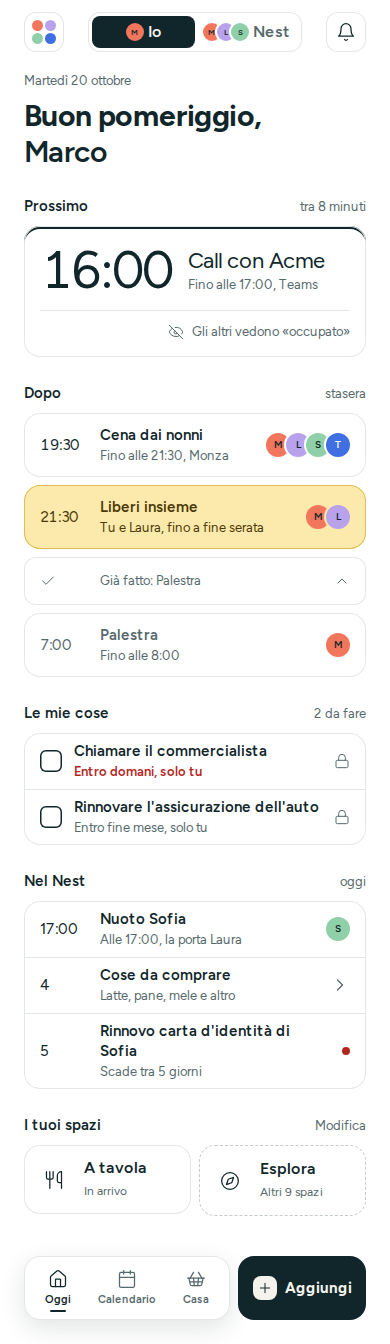 M Io
M L S Nest
Martedì 20 ottobre
Buon pomeriggio,
Marco
Prossimo
tra 8 minuti
16:00
Call con Acme
Fino alle 17:00, Teams
Gli altri vedono «occupato»
Dopo
stasera
19:30
Cena dai nonni
Fino alle 21:30, Monza
M L S T
21:30
Liberi insieme
Tu e Laura, fino a fine serata
M L
Già fatto: Palestra
7:00
Palestra
Fino alle 8:00
M
Le mie cose
2 da fare
Chiamare il commercialista
Entro domani, solo tu
Rinnovare l'assicurazione dell'auto
Entro fine mese, solo tu
Nel Nest
oggi
17:00
Nuoto Sofia
Alle 17:00, la porta Laura
S
4
Cose da comprare
Latte, pane, mele e altro
5
Rinnovo carta d'identità di
Sofia
Scade tra 5 giorni
I tuoi spazi
Modifica
A tavola
In arrivo
Esplora
Altri 9 spazi
Oggi
Calendario
Casa
Aggiungi